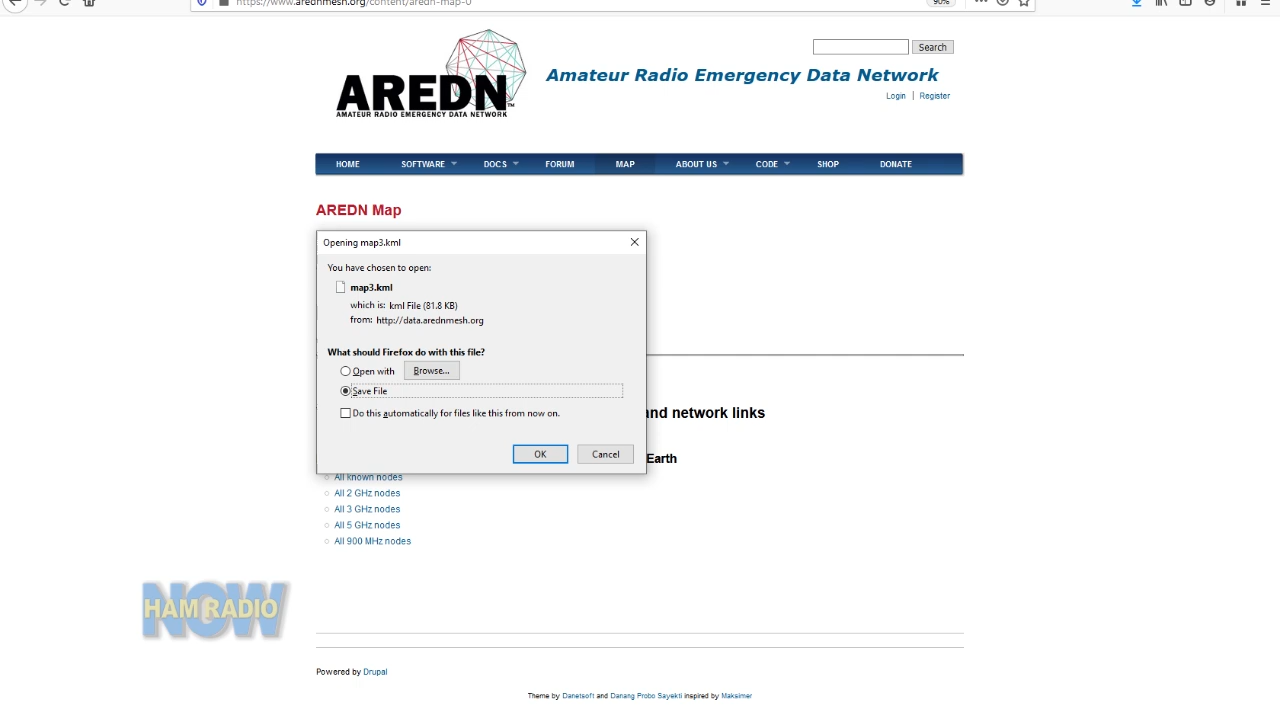 https://www.arednmesh.org/content/aredn-map-0
90%
Search
AREDN™
AMATEUR RADIO EMERGENCY DATA NETWORK
Amateur Radio Emergency Data Network
Login | Register
HOME SOFTWARE DOCS FORUM MAP ABOUT US CODE SHOP DONATE
AREDN Map
Opening map3.kml
You have chosen to open:
map3.kml
which is: kml File (81.8 KB)
from: http://data.arednmesh.org
What should Firefox do with this file?
Open with Browse...
Save File
Do this automatically for files like this from now on.
and network links
OK Cancel
Earth
All known nodes
All 2 GHz nodes
All 3 GHz nodes
All 5 GHz nodes
All 900 MHz nodes
NOW
HAM RADIO
Powered by Drupal
Theme by Danetsoft and Danang Probo Sayekti inspired by Maksimer